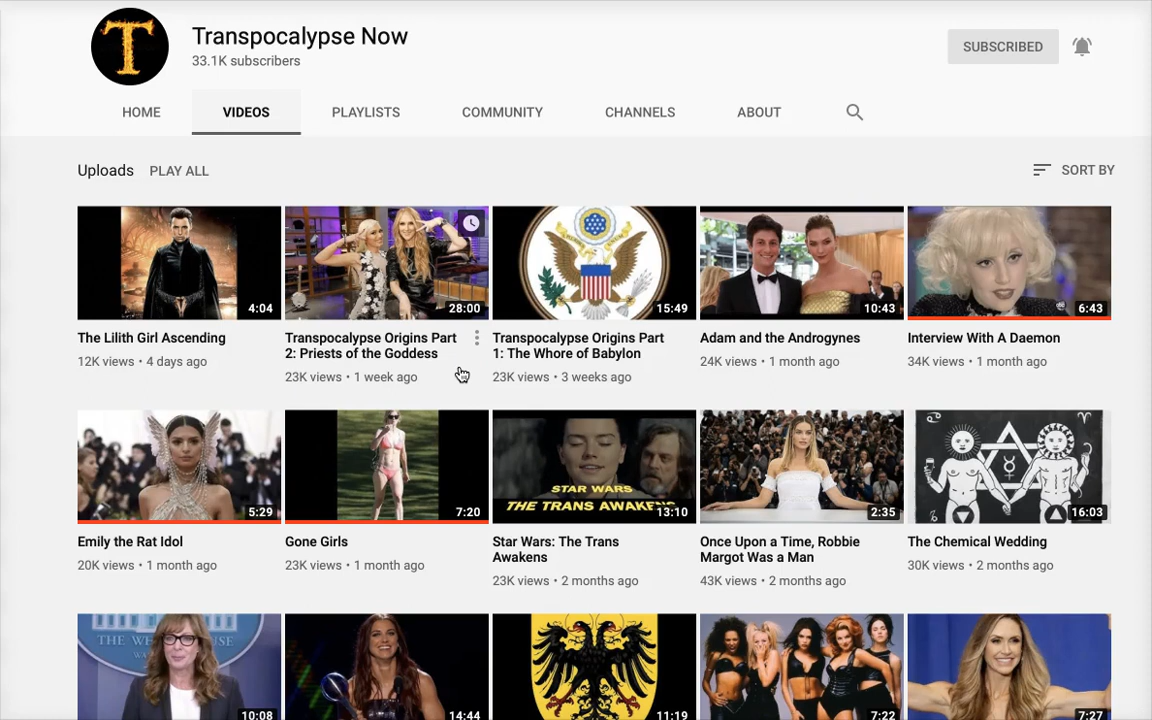 T
Transpocalypse Now
33.1K subscribers
SUBSCRIBED
HOME
VIDEOS
PLAYLISTS
COMMUNITY
CHANNELS
ABOUT
Uploads
PLAY ALL
SORT BY
4:04
28:00
15:49
10:43
6:43
The Lilith Girl Ascending
12K views • 4 days ago
Transpocalypse Origins Part
2: Priests of the Goddess
23K views • 1 week ago
Transpocalypse Origins Part
1: The Whore of Babylon
23K views • 3 weeks ago
Adam and the Androgynes
24K views • 1 month ago
Interview With A Daemon
34K views • 1 month ago
5:29
7:20
STAR WARS
THE TRANS AWAKENS
13:10
2:35
16:03
Emily the Rat Idol
20K views • 1 month ago
Gone Girls
23K views • 1 month ago
Star Wars: The Trans
Awakens
23K views • 2 months ago
Once Upon a Time, Robbie
Margot Was a Man
43K views • 2 months ago
The Chemical Wedding
30K views • 2 months ago
THE WHITE HOUSE
10:08
14:44
11:19
7:22
7:27